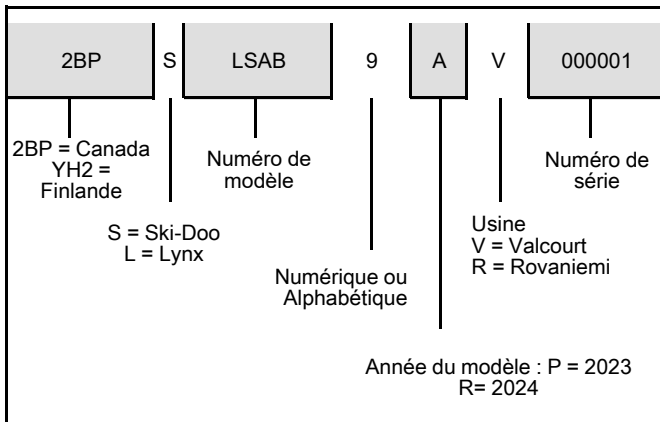 2BP S LSAB 9 A V 000001
2BP = Canada
YH2 =
Finlande
Numéro de
modèle
Numéro de
série
S = Ski-Doo
L = Lynx
Usine
V = Valcourt
R = Rovaniemi
Numérique ou
Alphabétique
Année du modèle : P = 2023
R= 2024